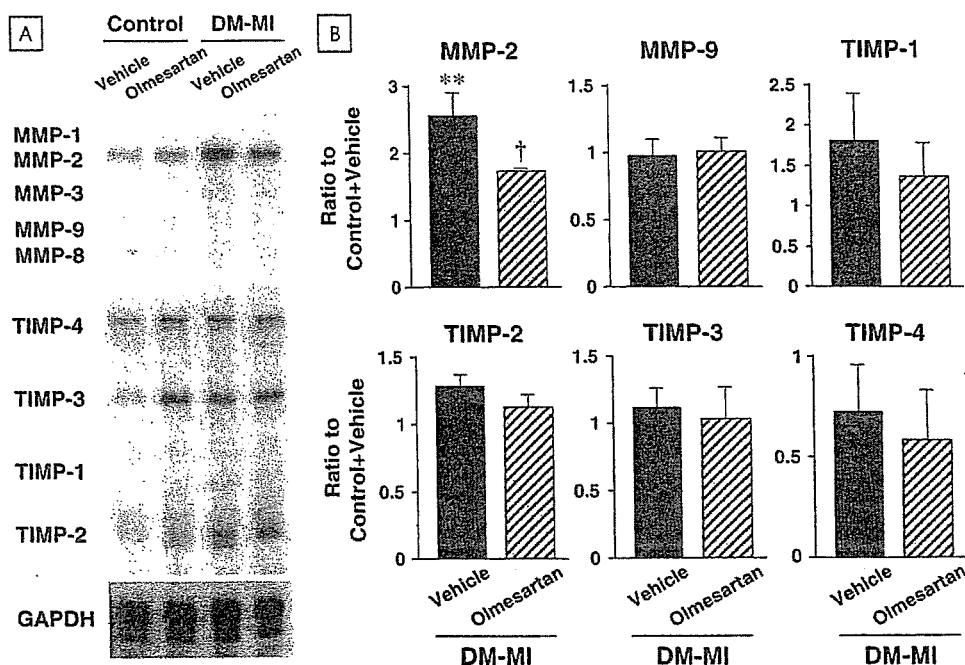 A
Control
DM-MI
Vehicle
Olmesartan
Vehicle
Olmesartan
MMP-1
MMP-2
MMP-3
MMP-9
MMP-8
TIMP-4
TIMP-3
TIMP-1
TIMP-2
GAPDH
B
MMP-2
MMP-9
TIMP-1
Ratio to
Control+Vehicle
3
2
1
0
**
†
1.5
1
0.5
0
2.5
2
1.5
1
0.5
0
TIMP-2
TIMP-3
TIMP-4
Ratio to
Control+Vehicle
1.5
1
0.5
0
1.5
1
0.5
0
1
0.5
0
Vehicle
Olmesartan
Vehicle
Olmesartan
Vehicle
Olmesartan
DM-MI
DM-MI
DM-MI